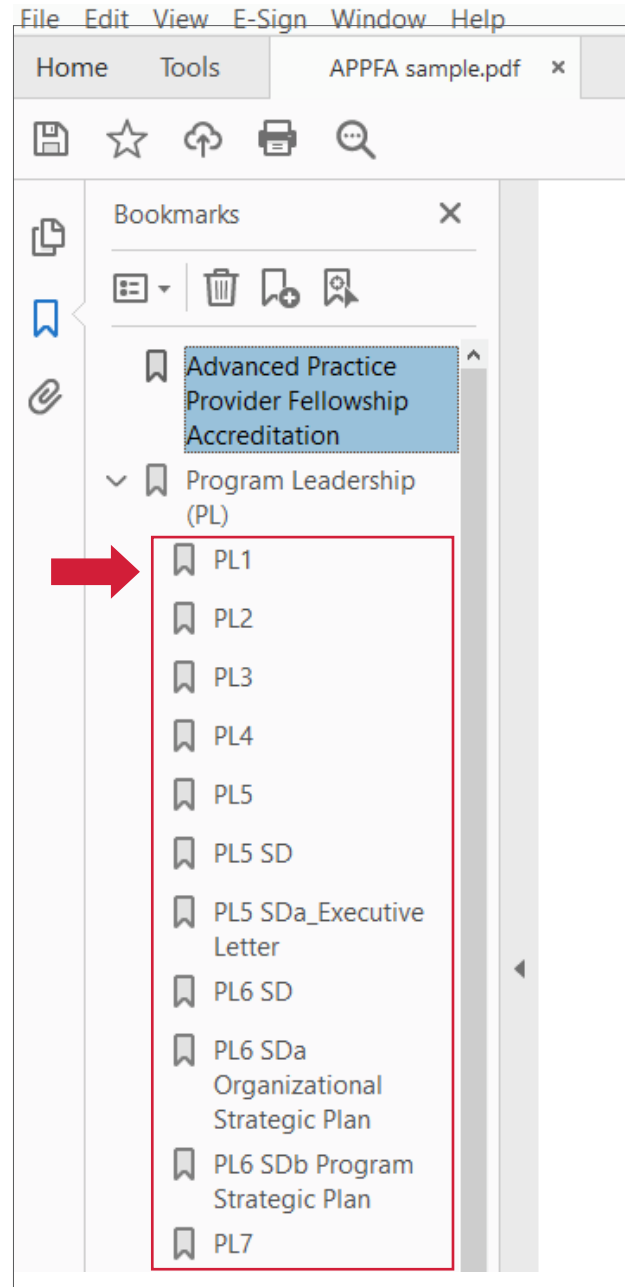 File Edit View E-Sign Window Help
Home Tools APPFA sample.pdf ×
Bookmarks
Advanced Practice
Provider Fellowship
Accreditation
Program Leadership
(PL)
PL1
PL2
PL3
PL4
PL5
PL5 SD
PL5 SDa_Executive
Letter
PL6 SD
PL6 SDa
Organizational
Strategic Plan
PL6 SDb Program
Strategic Plan
PL7